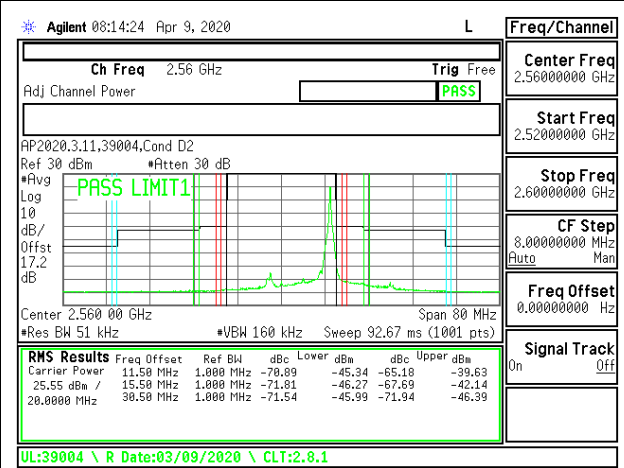 Agilent 08:14:24 Apr 9, 2020 L
Freq/Channel
Ch Freq 2.56 GHz Trig Free
Adj Channel Power PASS
AP2020.3.11,39004,Cond D2
Ref 30 dBm #Atten 30 dB
#Avg
Log
10
dB/
Offst
17.2
dB
PASS LIMIT1
Center 2.560 00 GHz Span 80 MHz
#Res BW 51 kHz #VBW 160 kHz Sweep 92.67 ms (1001 pts)
RMS Results Freq Offset Ref BW dBc Lower dBm dBc Upper dBm
Carrier Power 11.50 MHz 1.000 MHz -70.89 -45.34 -65.18 -39.63
25.55 dBm / 15.50 MHz 1.000 MHz -71.81 -46.27 -67.69 -42.14
20.0000 MHz 30.50 MHz 1.000 MHz -71.54 -45.99 -71.94 -46.39
UL:39004 \ R Date:03/09/2020 \ CLT:2.8.1
Center Freq
2.56000000 GHz
Start Freq
2.52000000 GHz
Stop Freq
2.60000000 GHz
CF Step
8.00000000 MHz
Auto Man
Freq Offset
0.00000000 Hz
Signal Track
On Off